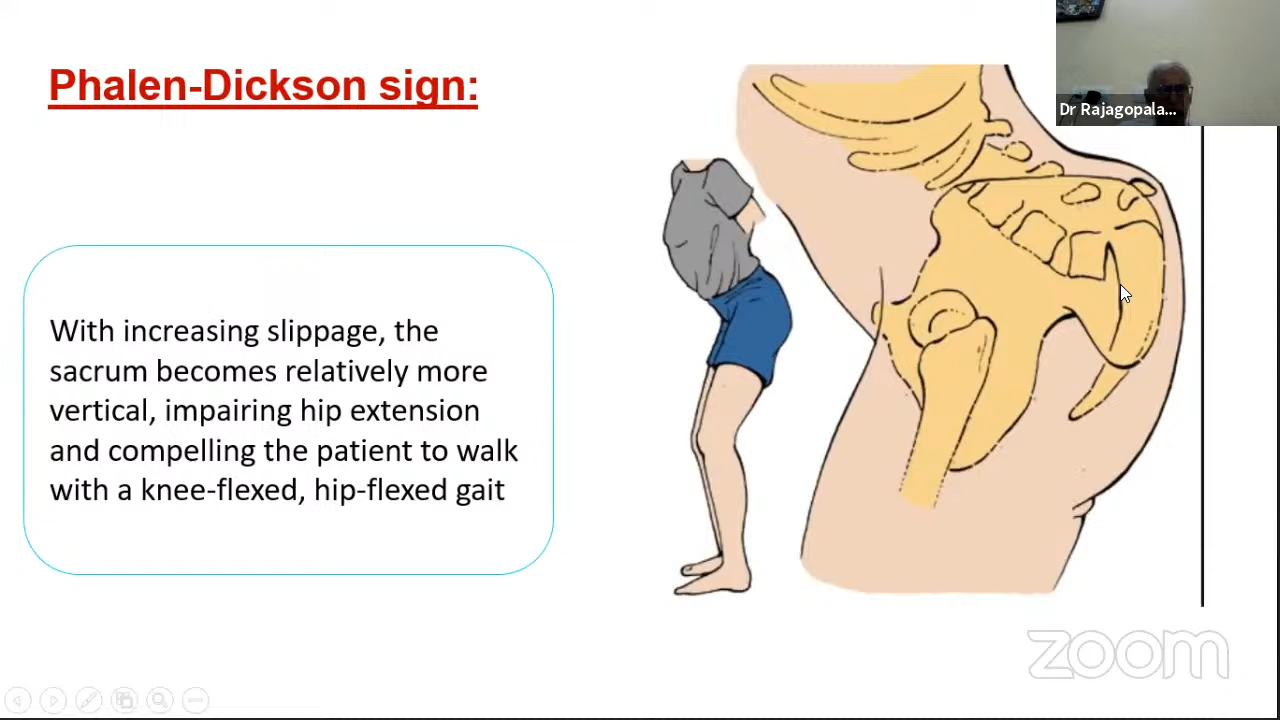 Phalen-Dickson sign:
Dr Rajagopala...
With increasing slippage, the
sacrum becomes relatively more
vertical, impairing hip extension
and compelling the patient to walk
with a knee-flexed, hip-flexed gait
zoom